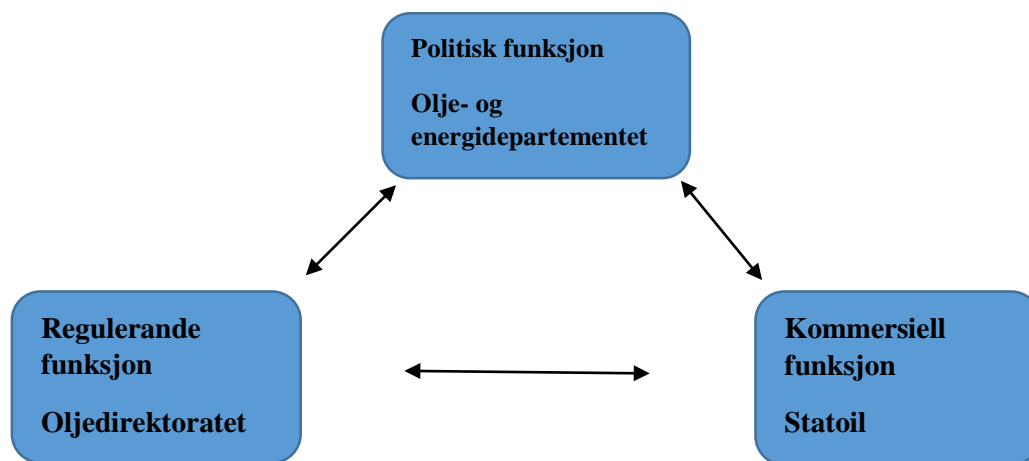 Politisk funksjon
Olje- og
energidepartementet
Regulerande
funksjon
Oljedirektoratet
Kommersiell
funksjon
Statoil